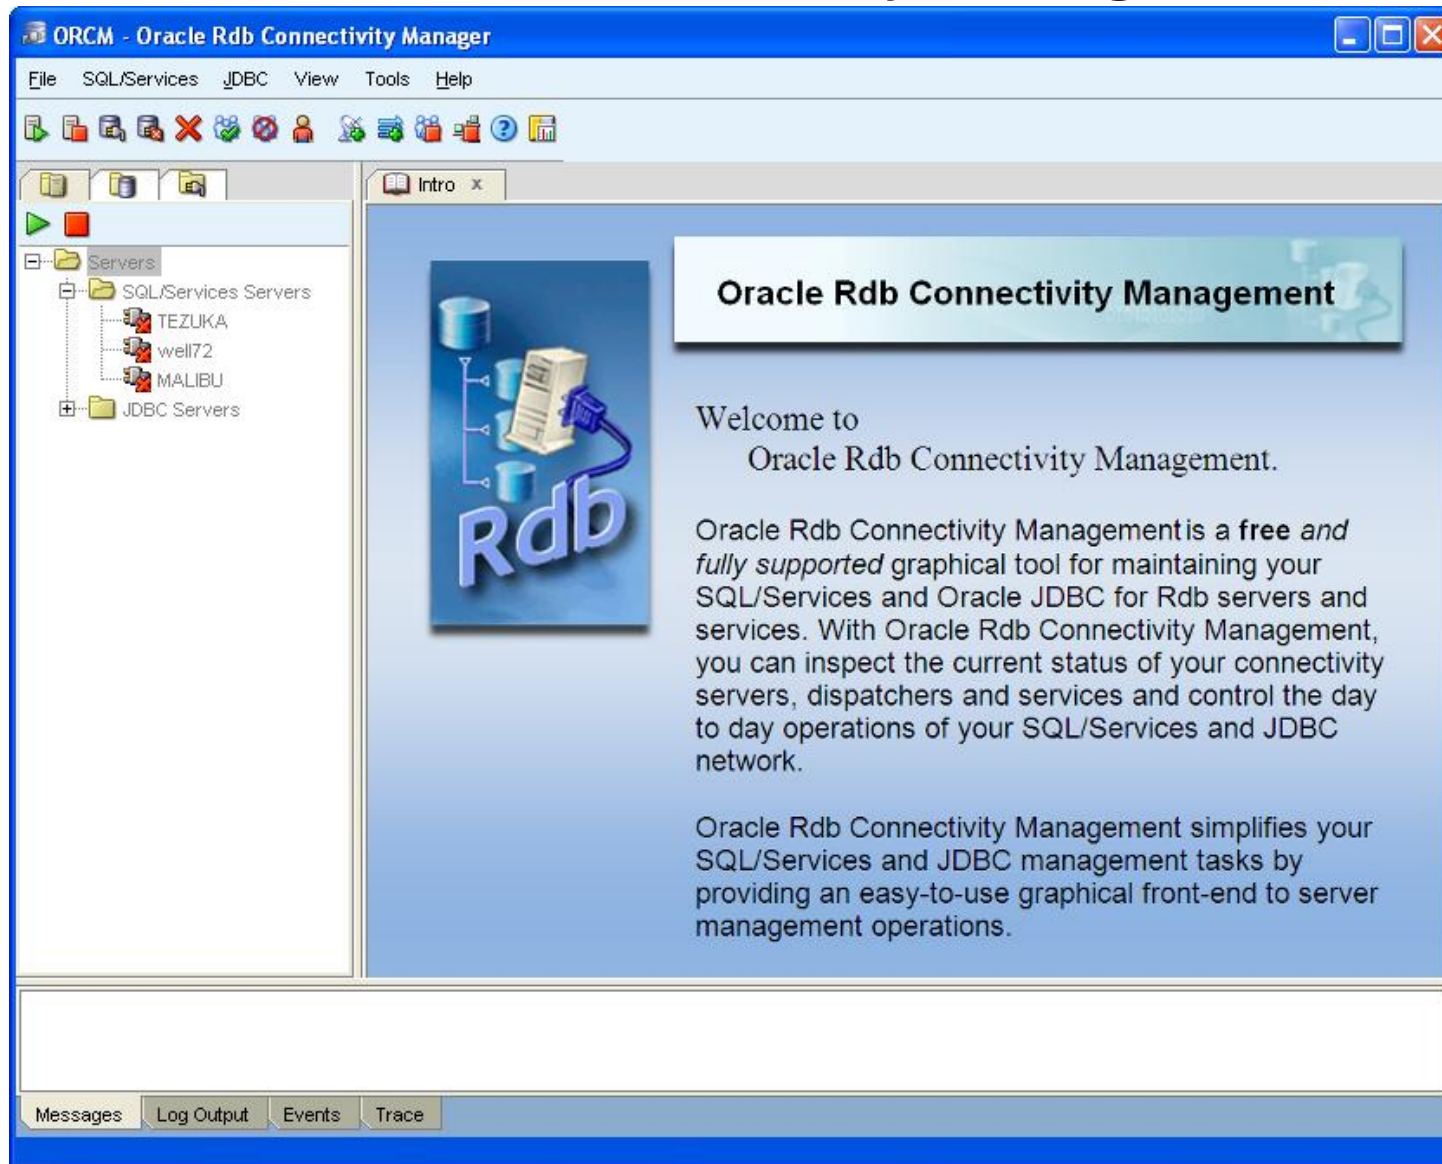 ORCM - Oracle Rdb Connectivity Manager
File SQL/Services JDBC View Tools Help
Intro x
Servers
SQL/Services Servers
TEZUKA
well72
MALIBU
JDBC Servers
Rdb
Oracle Rdb Connectivity Management
Welcome to
Oracle Rdb Connectivity Management.
Oracle Rdb Connectivity Management is a free and
fully supported graphical tool for maintaining your
SQL/Services and Oracle JDBC for Rdb servers and
services. With Oracle Rdb Connectivity Management,
you can inspect the current status of your connectivity
servers, dispatchers and services and control the day
to day operations of your SQL/Services and JDBC
network.
Oracle Rdb Connectivity Management simplifies your
SQL/Services and JDBC management tasks by
providing an easy-to-use graphical front-end to server
management operations.
Messages Log Output Events Trace